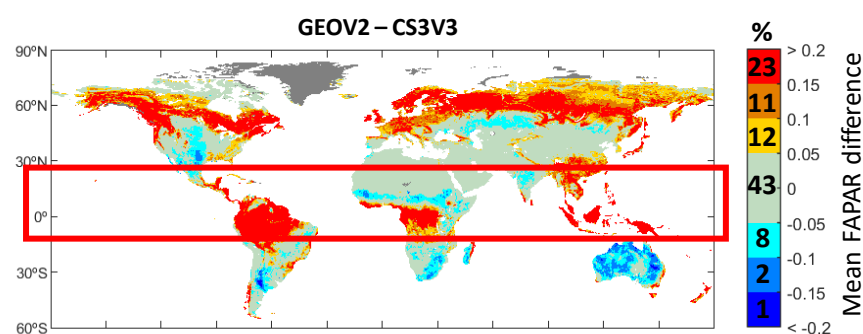 GEOV2 – CS3V3
%
90ºN
60ºN
30ºN
0º
30ºS
60ºS
23
11
12
43
8
2
1
> 0.2
0.15
0.1
0.05
0
-0.05
-0.1
-0.15
< -0.2
Mean FAPAR difference